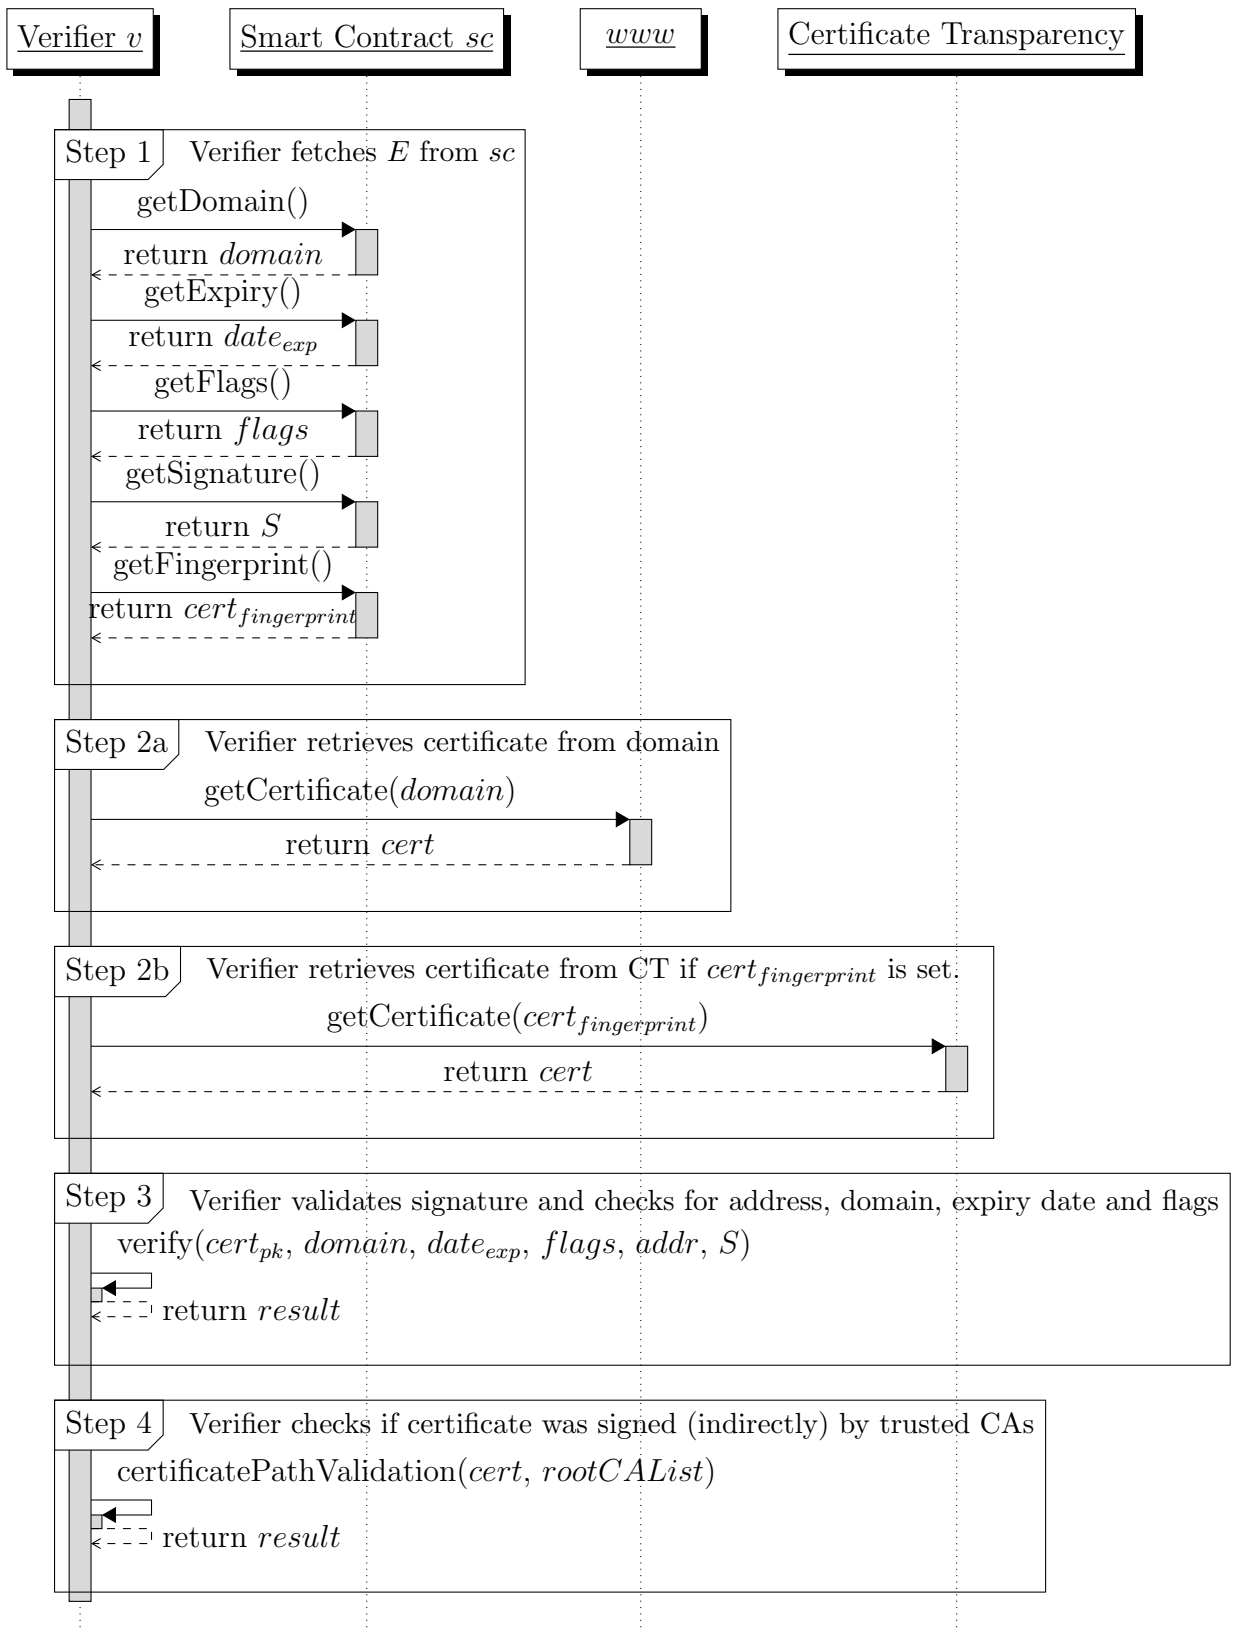 Verifier v
Smart Contract sc
www
Certificate Transparency
Step 1
Verifier fetches E from sc
getDomain()
return domain
getExpiry()
return date_exp
getFlags()
return flags
getSignature()
return S
getFingerprint()
return cert_fingerprint
Step 2a
Verifier retrieves certificate from domain
getCertificate(domain)
return cert
Step 2b
Verifier retrieves certificate from CT if cert_fingerprint is set.
getCertificate(cert_fingerprint)
return cert
Step 3
Verifier validates signature and checks for address, domain, expiry date and flags
verify(cert_pk, domain, date_exp, flags, addr, S)
return result
Step 4
Verifier checks if certificate was signed (indirectly) by trusted CAs
certificatePathValidation(cert, rootCAList)
return result